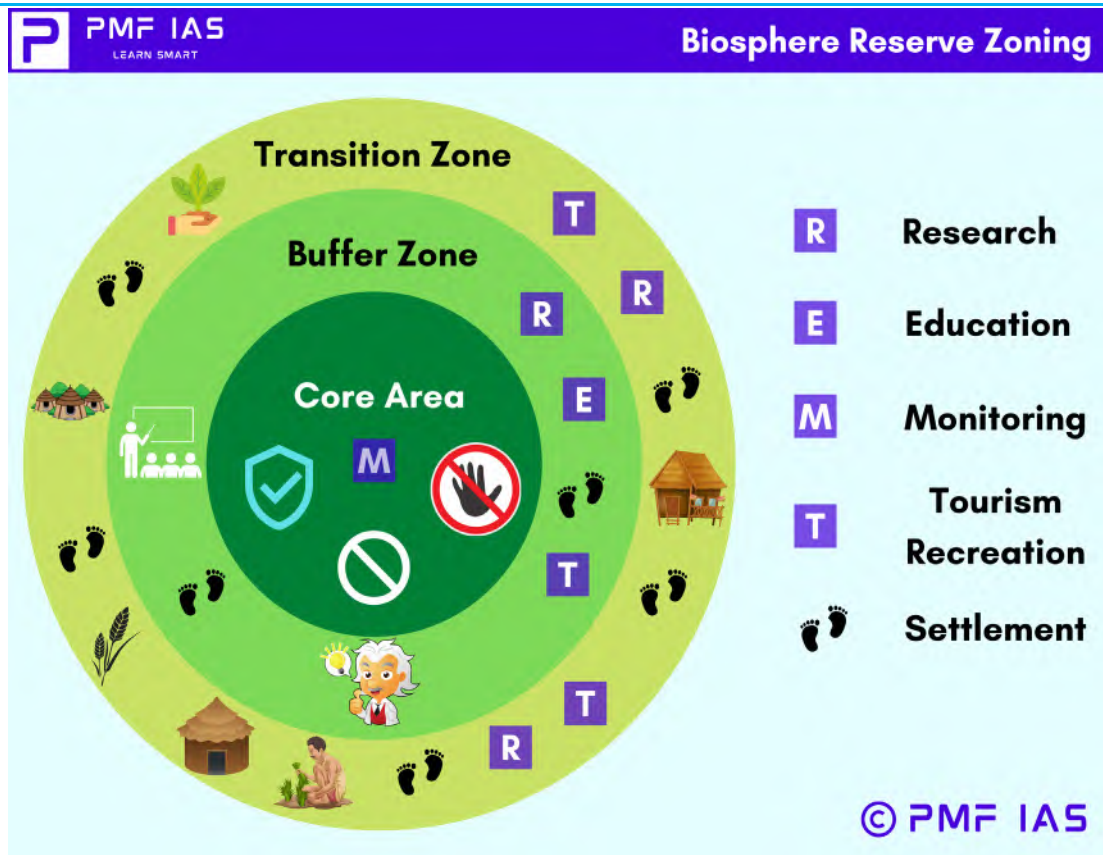 PMF IAS
LEARN SMART
Biosphere Reserve Zoning
Transition Zone
T
Buffer Zone
R
R
Core Area
E
M
T
T
R
R Research
E Education
M Monitoring
T Tourism
Recreation
Settlement
© PMF IAS